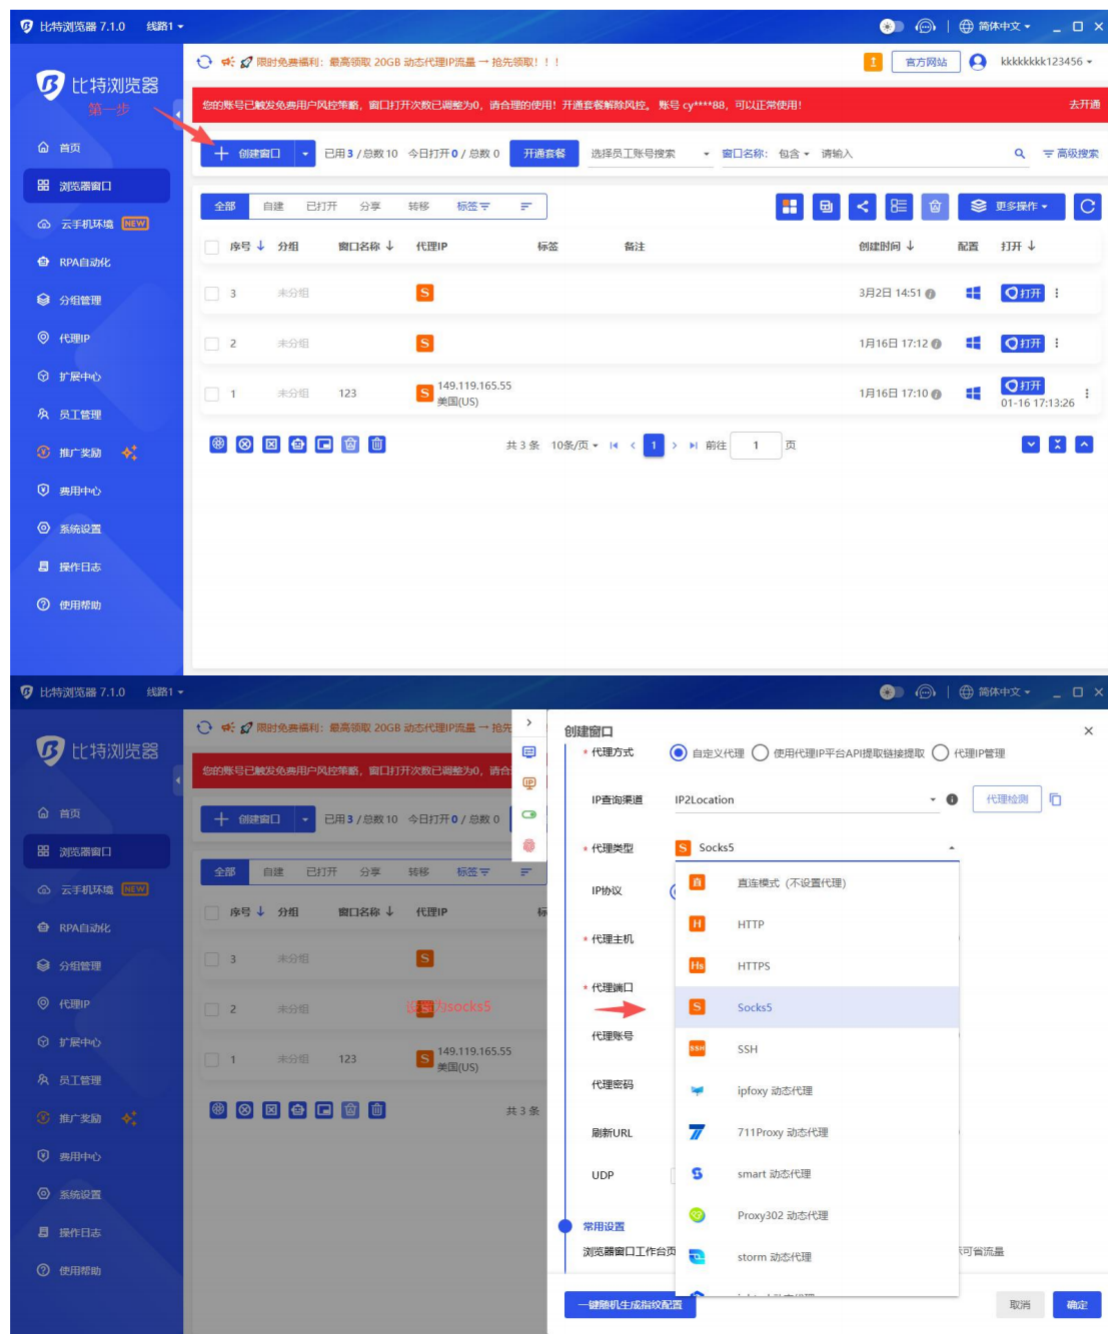 比特浏览器 7.1.0 线路1 简体中文
限时免费福利：最高领取 20GB 动态代理IP流量 → 抢先领取！！！ 官方网站 kkkkkkkk123456
比特浏览器
第一步
您的账号已触发免费用户风控策略，窗口打开次数已调整为0，请合理的使用！开通套餐解除风控。 账号 cy****88，可以正常使用！ 去开通
首页
创建窗口 已用 3 / 总数 10 今日打开 0 / 总数 0 开通套餐 选择员工账号搜索 窗口名称： 包含 请输入 高级搜索
浏览器窗口
全部 自建 已打开 分享 转移 标签 更多操作
云手机环境 NEW
序号 分组 窗口名称 代理IP 标签 备注 创建时间 配置 打开
RPA自动化
3 未分组 S 3月2日 14:51 打开
分组管理
代理IP
2 未分组 S 1月16日 17:12 打开
扩展中心
1 未分组 123 S 149.119.165.55 美国(US) 1月16日 17:10 打开 01-16 17:13:26
员工管理
推广奖励
共 3 条 10条/页 1 前往 1 页
费用中心
系统设置
操作日志
使用帮助
比特浏览器 7.1.0 线路1 简体中文
限时免费福利：最高领取 20GB 动态代理IP流量 → 抢先
比特浏览器
您的账号已触发免费用户风控策略，窗口打开次数已调整为0，请合
首页
创建窗口 已用 3 / 总数 10 今日打开 0 / 总数 0
浏览器窗口
全部 自建 已打开 分享 转移 标签
云手机环境 NEW
序号 分组 窗口名称 代理IP
RPA自动化
3 未分组 S
分组管理
代理IP
2 未分组 设置为socks5
扩展中心
1 未分组 123 S 149.119.165.55 美国(US)
员工管理
推广奖励
共 3 条
费用中心
系统设置
操作日志
使用帮助
IP
创建窗口
* 代理方式 自定义代理 使用代理IP平台API提取链接提取 代理IP管理
IP查询渠道 IP2Location 代理检测
* 代理类型 S Socks5
IP协议
* 代理主机
* 代理端口
代理账号
代理密码
刷新URL
UDP
直 直连模式（不设置代理）
H HTTP
Hs HTTPS
S Socks5
SSH SSH
ipfoxy 动态代理
711Proxy 动态代理
smart 动态代理
Proxy302 动态代理
storm 动态代理
常用设置
浏览器窗口工作台页 可省流量
一键随机生成指纹配置 取消 确定